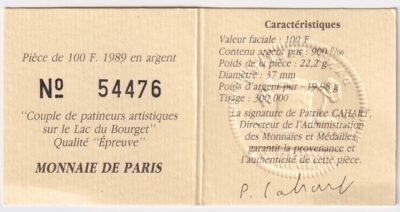 Pièce de 100 F. 1989 en argent
Nº 54476
"Couple de patineurs artistiques
sur le Lac du Bourget"
Qualité "Épreuve"
MONNAIE DE PARIS
Caractéristiques
Valeur faciale : 100 F
Contenu argent pur : 900 ‰
Poids de la pièce : 22,2 g
Diamètre : 37 mm
Poids d'argent pur : 19,98 g
Tirage : 300 000
La signature de Patrice CAHART,
Directeur de l'Administration
des Monnaies et Médailles,
garantit la provenance et
l'authenticité de cette pièce.
P. Cahart